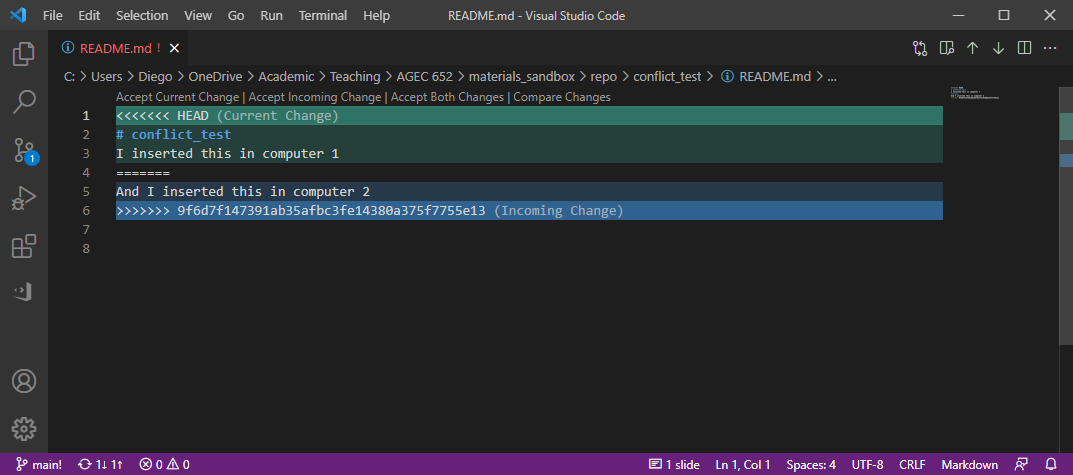 File Edit Selection View Go Run Terminal Help README.md - Visual Studio Code
README.md !
C: > Users > Diego > OneDrive > Academic > Teaching > AGEC 652 > materials_sandbox > repo > conflict_test > README.md > ...
Accept Current Change | Accept Incoming Change | Accept Both Changes | Compare Changes
1 <<<<<<< HEAD (Current Change)
2 # conflict_test
3 I inserted this in computer 1
4 =======
5 And I inserted this in computer 2
6 >>>>>>> 9f6d7f147391ab35afbc3fe14380a375f7755e13 (Incoming Change)
7
8
1
main! 1↓ 1↑ 0 0 1 slide Ln 1, Col 1 Spaces: 4 UTF-8 CRLF Markdown